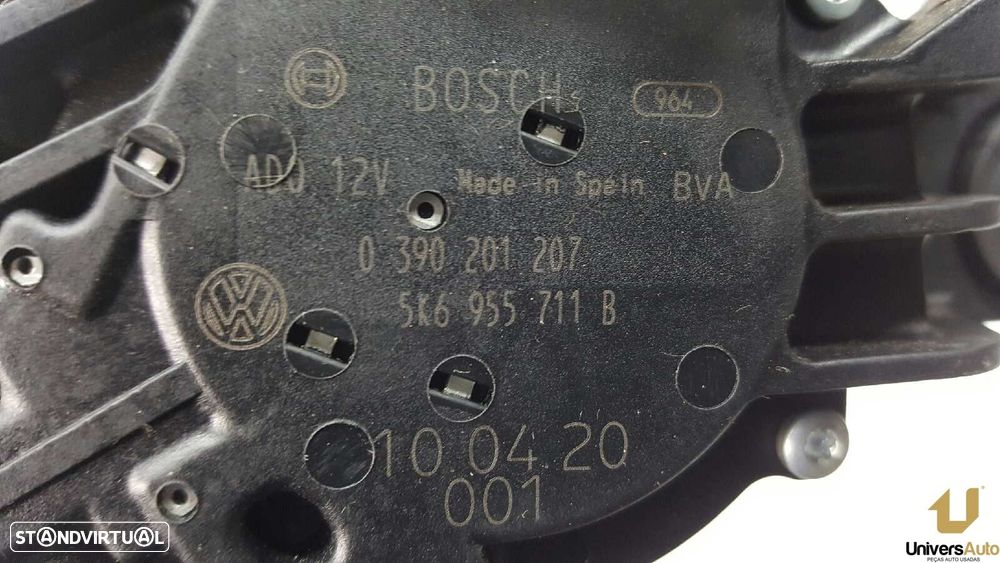 BOSCH
964
12V Made in Spain BVA
0 390 201 207
5K6 955 711 B
10.04.20
001
STANDVIRTUAL
UniversAuto
PEÇAS AUTO USADAS